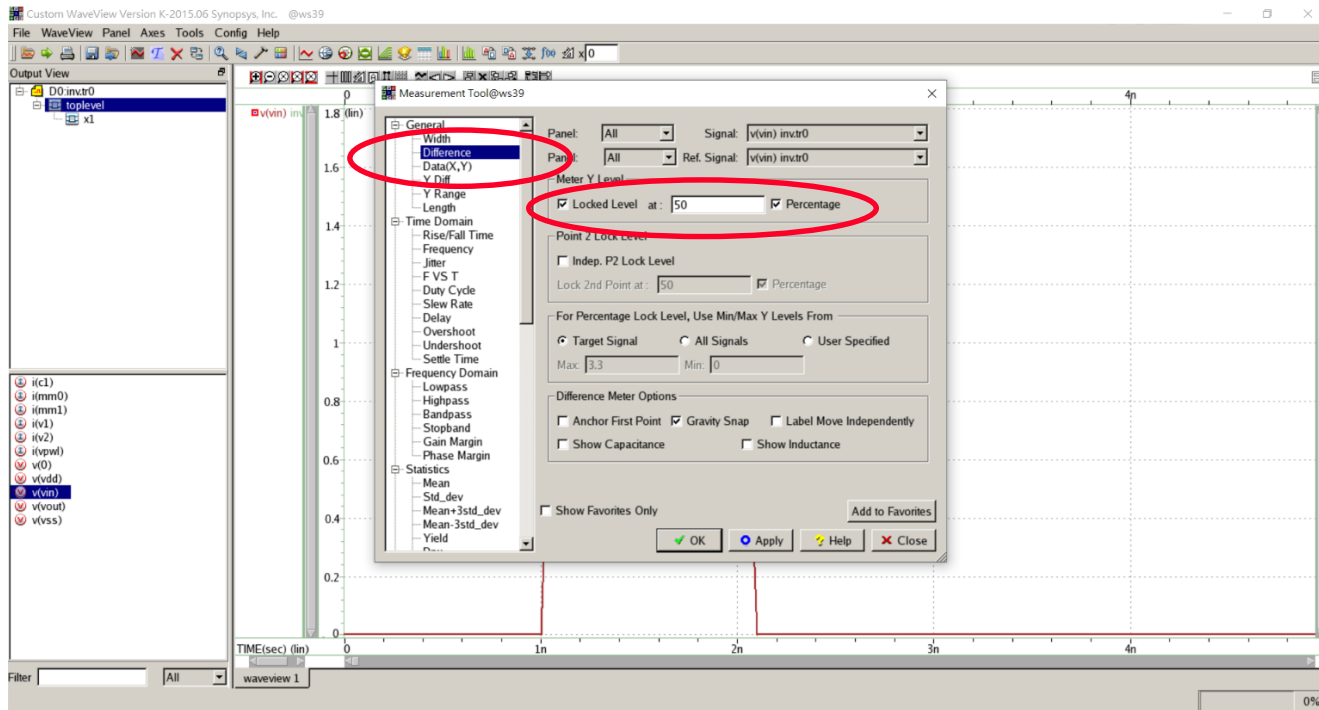 Custom WaveView Version K-2015.06 Synopsys, Inc. @ws39
File WaveView Panel Axes Tools Config Help
x 0
Output View
D0:inv.tr0
toplevel
x1
i(c1)
i(mm0)
i(mm1)
i(v1)
i(v2)
i(vpwl)
v(0)
v(vdd)
v(vin)
v(vout)
v(vss)
Filter All
v(vin) inv
0 4n
1.8 (lin)
1.6
1.4
1.2
1
0.8
0.6
0.4
0.2
0
TIME(sec) (lin) 0 1n 2n 3n 4n
waveview 1
0%
Measurement Tool@ws39
General
Width
Difference
Data(X,Y)
Y Diff
Y Range
Length
Time Domain
Rise/Fall Time
Frequency
Jitter
F VS T
Duty Cycle
Slew Rate
Delay
Overshoot
Undershoot
Settle Time
Frequency Domain
Lowpass
Highpass
Bandpass
Stopband
Gain Margin
Phase Margin
Statistics
Mean
Std_dev
Mean+3std_dev
Mean-3std_dev
Yield
Panel: All Signal: v(vin) inv.tr0
Panel: All Ref. Signal: v(vin) inv.tr0
Meter Y Level
Locked Level at : 50 Percentage
Point 2 Lock Level
Indep. P2 Lock Level
Lock 2nd Point at : 50 Percentage
For Percentage Lock Level, Use Min/Max Y Levels From
Target Signal All Signals User Specified
Max: 3.3 Min: 0
Difference Meter Options
Anchor First Point Gravity Snap Label Move Independently
Show Capacitance Show Inductance
Show Favorites Only Add to Favorites
OK Apply Help Close